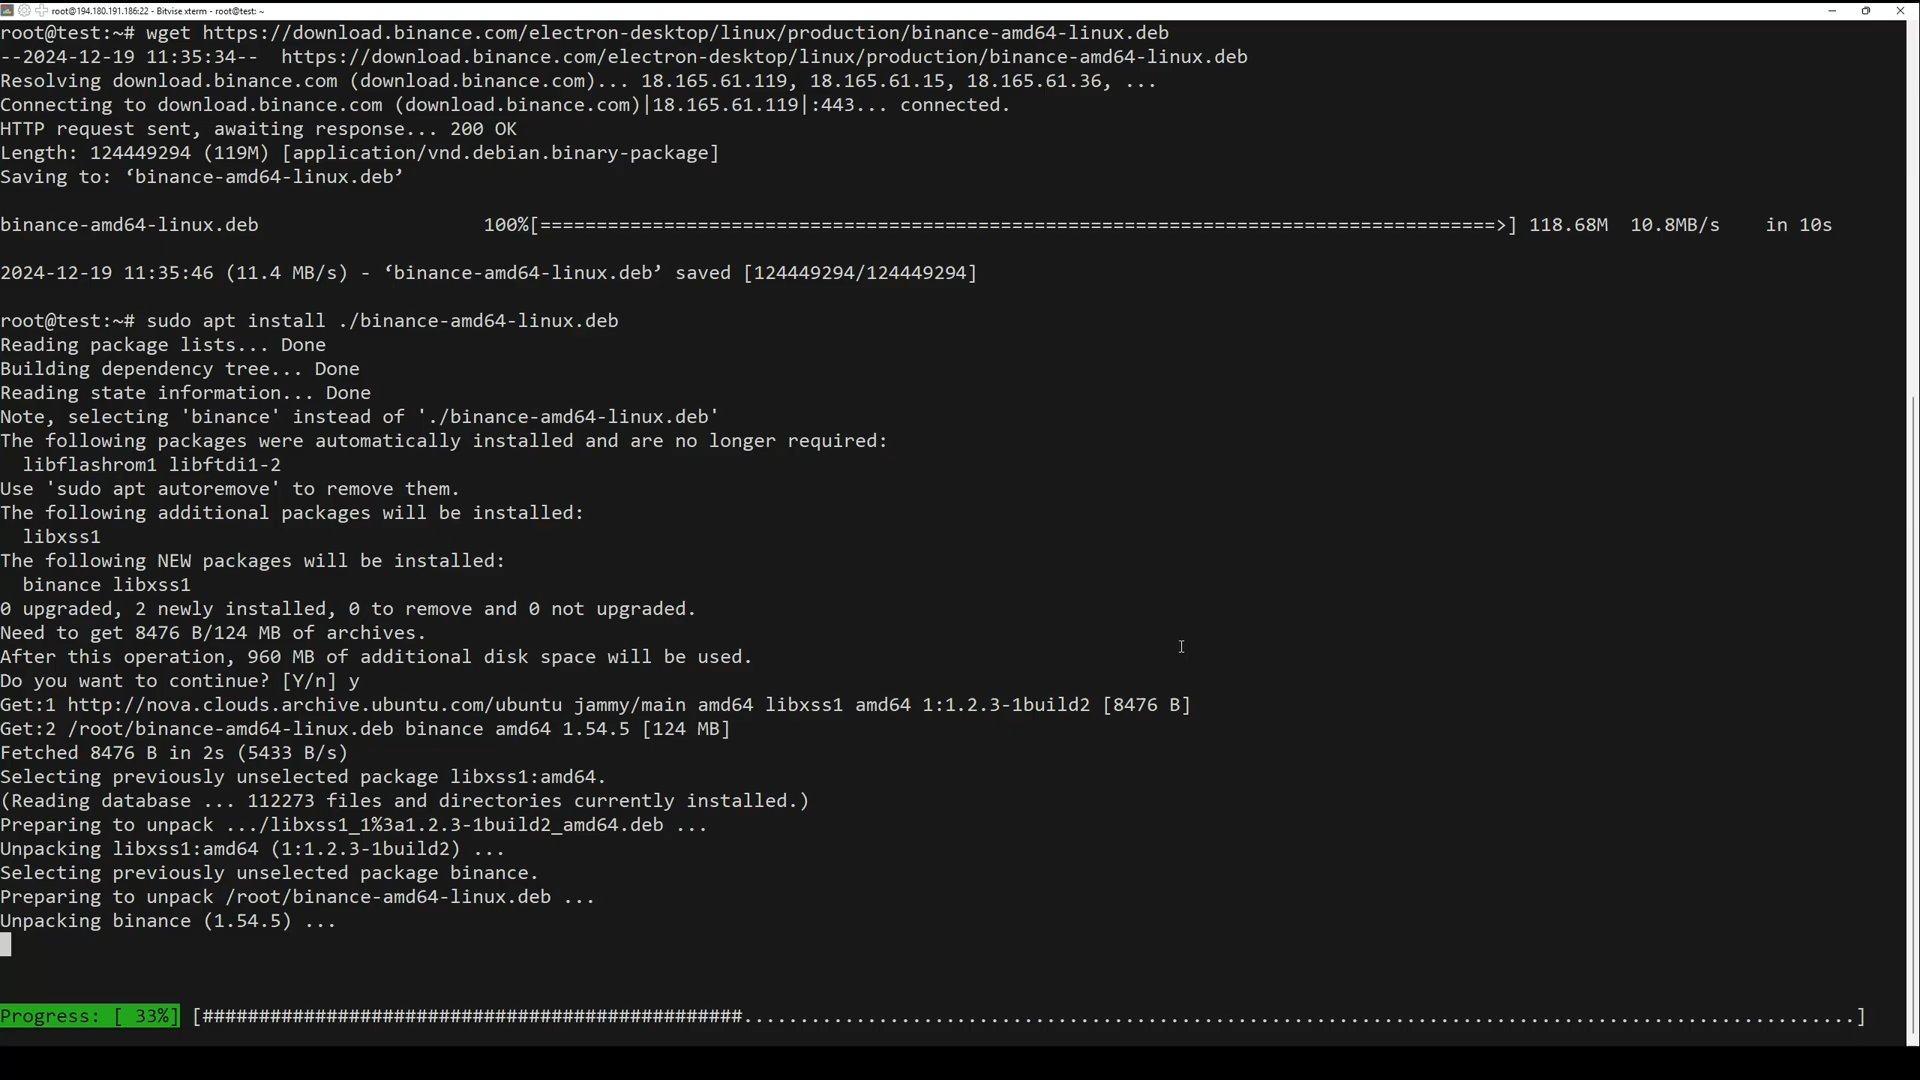 root@194.180.191.186:22 - Bitvise xterm - root@test: ~
root@test:~# wget https://download.binance.com/electron-desktop/linux/production/binance-amd64-linux.deb
--2024-12-19 11:35:34--  https://download.binance.com/electron-desktop/linux/production/binance-amd64-linux.deb
Resolving download.binance.com (download.binance.com)... 18.165.61.119, 18.165.61.15, 18.165.61.36, ...
Connecting to download.binance.com (download.binance.com)|18.165.61.119|:443... connected.
HTTP request sent, awaiting response... 200 OK
Length: 124449294 (119M) [application/vnd.debian.binary-package]
Saving to: ‘binance-amd64-linux.deb’
binance-amd64-linux.deb 100%[=====================================================================================>] 118.68M 10.8MB/s in 10s
2024-12-19 11:35:46 (11.4 MB/s) - ‘binance-amd64-linux.deb’ saved [124449294/124449294]
root@test:~# sudo apt install ./binance-amd64-linux.deb
Reading package lists... Done
Building dependency tree... Done
Reading state information... Done
Note, selecting 'binance' instead of './binance-amd64-linux.deb'
The following packages were automatically installed and are no longer required:
  libflashrom1 libftdi1-2
Use 'sudo apt autoremove' to remove them.
The following additional packages will be installed:
  libxss1
The following NEW packages will be installed:
  binance libxss1
0 upgraded, 2 newly installed, 0 to remove and 0 not upgraded.
Need to get 8476 B/124 MB of archives.
After this operation, 960 MB of additional disk space will be used.
Do you want to continue? [Y/n] y
Get:1 http://nova.clouds.archive.ubuntu.com/ubuntu jammy/main amd64 libxss1 amd64 1:1.2.3-1build2 [8476 B]
Get:2 /root/binance-amd64-linux.deb binance amd64 1.54.5 [124 MB]
Fetched 8476 B in 2s (5433 B/s)
Selecting previously unselected package libxss1:amd64.
(Reading database ... 112273 files and directories currently installed.)
Preparing to unpack .../libxss1_1%3a1.2.3-1build2_amd64.deb ...
Unpacking libxss1:amd64 (1:1.2.3-1build2) ...
Selecting previously unselected package binance.
Preparing to unpack /root/binance-amd64-linux.deb ...
Unpacking binance (1.54.5) ...
Progress: [ 33%] [################################################...................................................................................................]